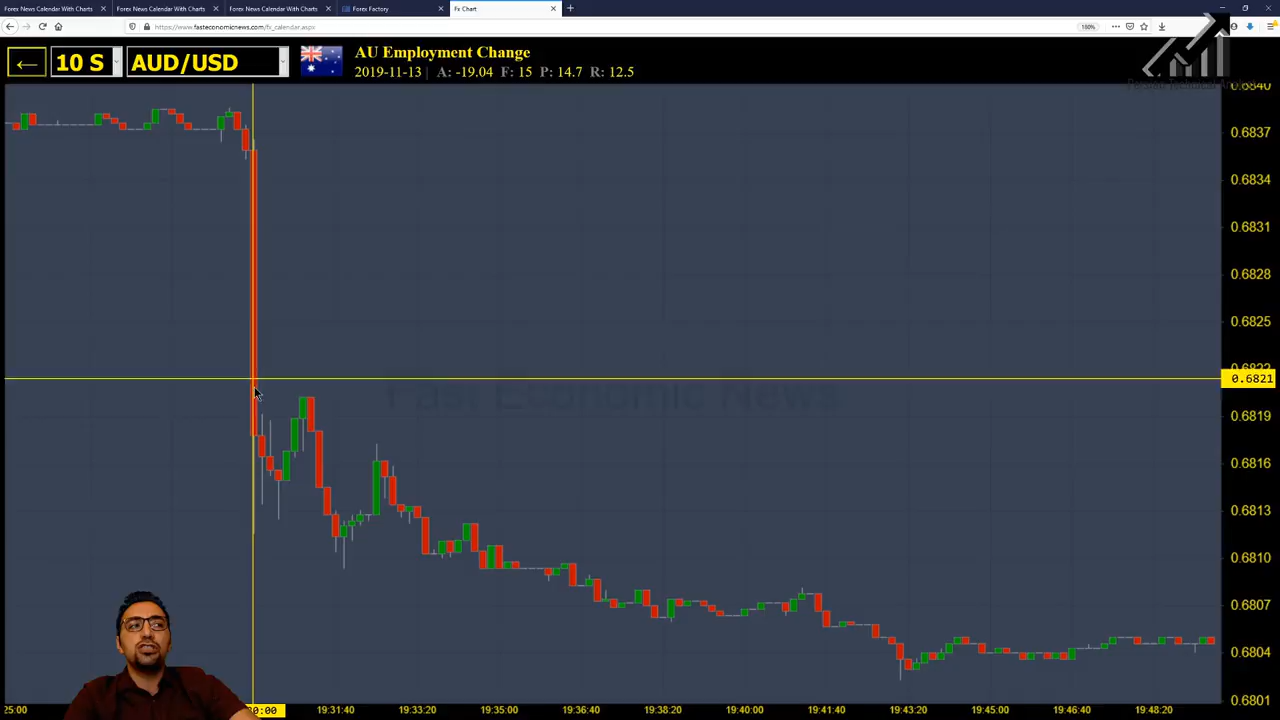 Forex News Calendar With Charts
Forex News Calendar With Charts
Forex News Calendar With Charts
Forex Factory
Fx Chart
https://www.fasteconomicnews.com/fx_calendar.aspx
180%
10 S
AUD/USD
AU Employment Change
2019-11-13 | A: -19.04 F: 15 P: 14.7 R: 12.5
Persian Technical
0.6840
0.6837
0.6834
0.6831
0.6828
0.6825
0.6822
0.6821
0.6819
0.6816
0.6813
0.6810
0.6807
0.6804
0.6801
Fast Economic News
25:00
30:00
19:31:40
19:33:20
19:35:00
19:36:40
19:38:20
19:40:00
19:41:40
19:43:20
19:45:00
19:46:40
19:48:20